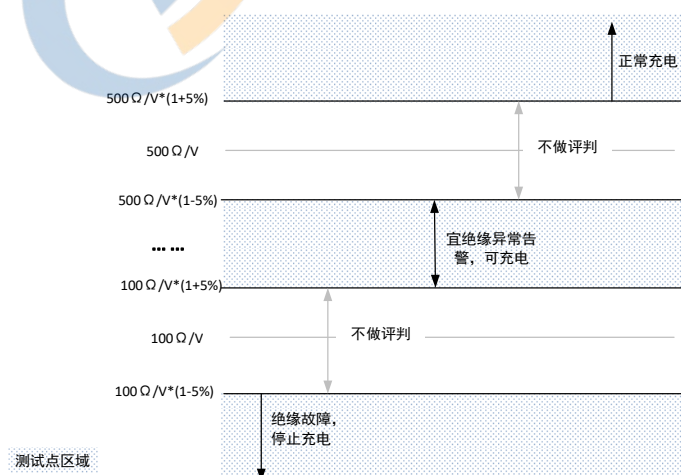 正常充电
500Ω/V*(1+5%)
500Ω/V
不做评判
500Ω/V*(1-5%)
... ...
宜绝缘异常告
警，可充电
100Ω/V*(1+5%)
100Ω/V
不做评判
100Ω/V*(1-5%)
绝缘故障，
停止充电
测试点区域